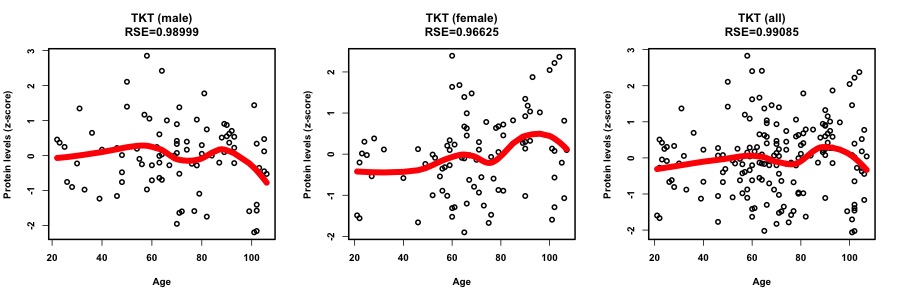 TKT (male)
RSE=0.98999
Protein levels (z-score)
3
2
1
0
-1
-2
20
40
60
80
100
Age
TKT (female)
RSE=0.96625
Protein levels (z-score)
2
1
0
-1
-2
20
40
60
80
100
Age
TKT (all)
RSE=0.99085
Protein levels (z-score)
3
2
1
0
-1
-2
20
40
60
80
100
Age